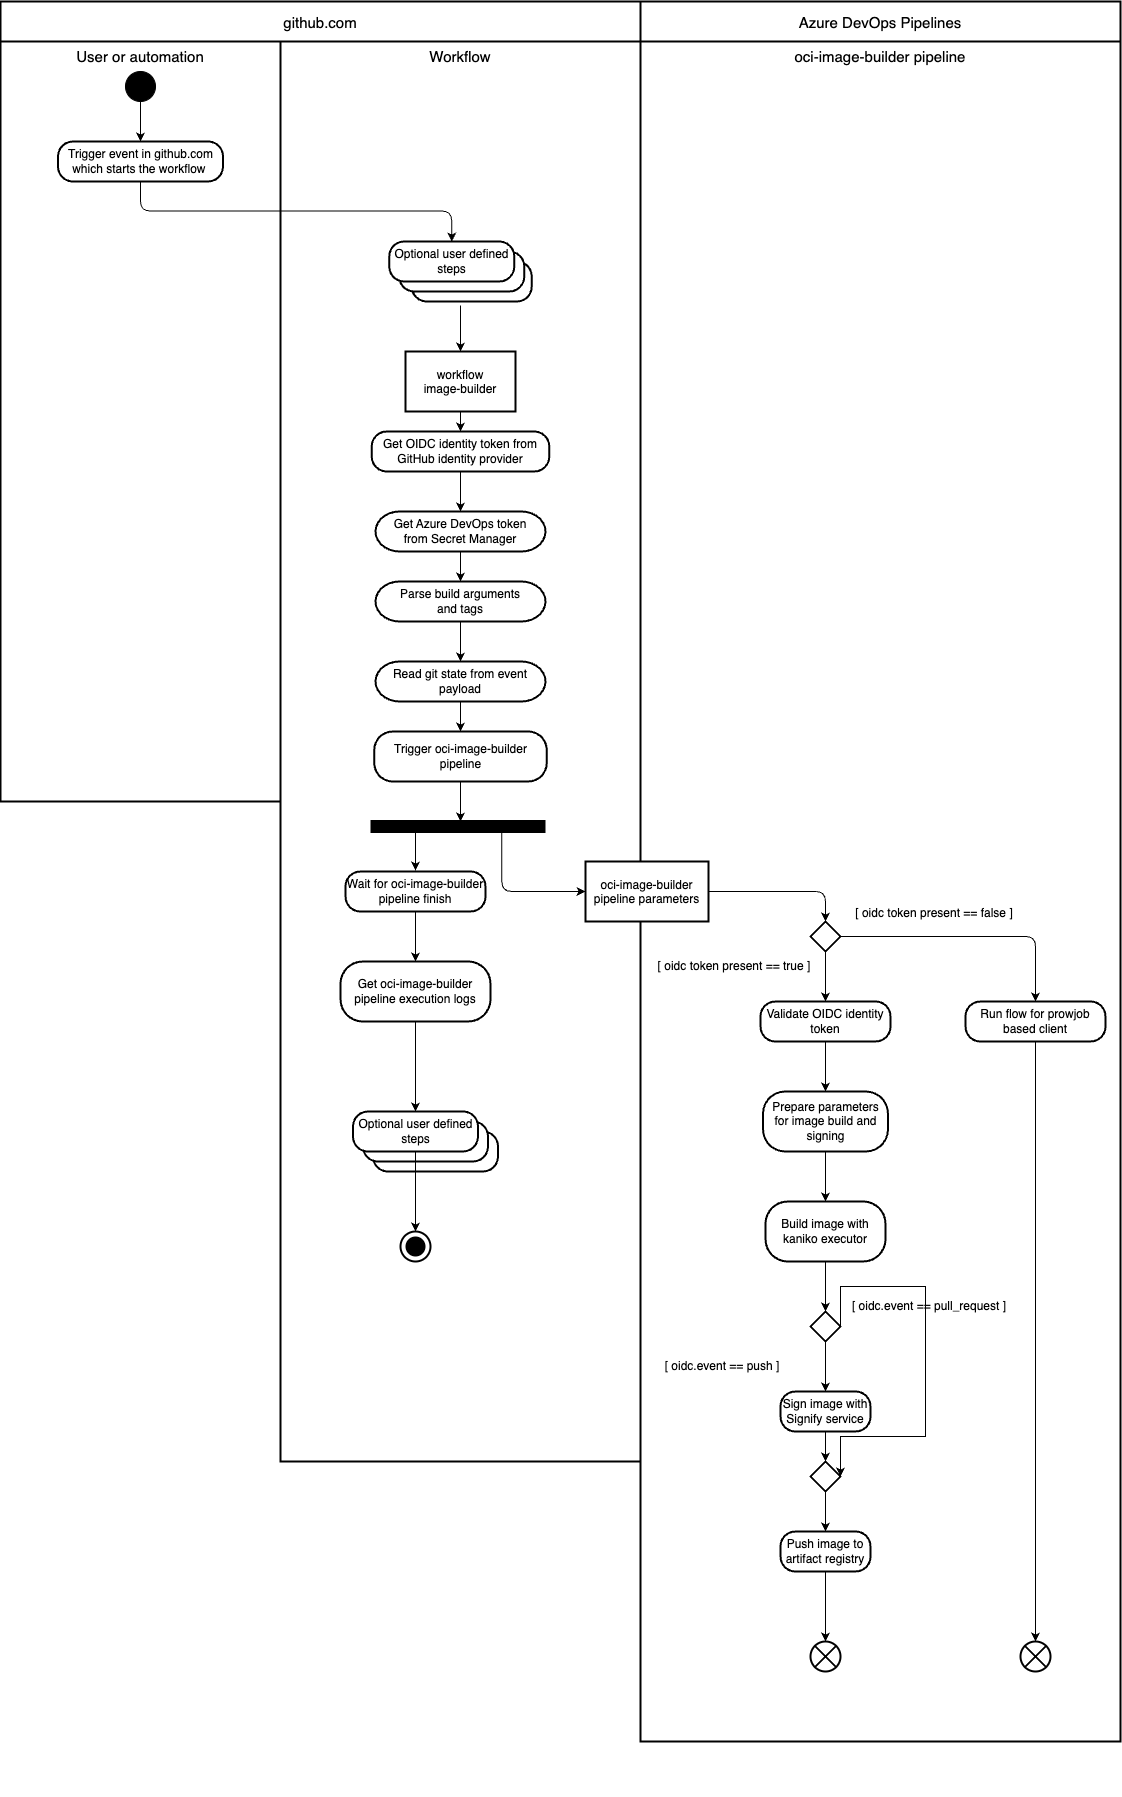 github.com
Azure DevOps Pipelines
User or automation
Workflow
oci-image-builder pipeline
Trigger event in github.com
which starts the workflow
Optional user defined
steps
workflow
image-builder
Get OIDC identity token from
GitHub identity provider
Get Azure DevOps token
from Secret Manager
Parse build arguments
and tags
Read git state from event
payload
Trigger oci-image-builder
pipeline
Wait for oci-image-builder
pipeline finish
oci-image-builder
pipeline parameters
[ oidc token present == false ]
[ oidc token present == true ]
Get oci-image-builder
pipeline execution logs
Validate OIDC identity
token
Run flow for prowjob
based client
Prepare parameters
for image build and
signing
Optional user defined
steps
Build image with
kaniko executor
[ oidc.event == pull_request ]
[ oidc.event == push ]
Sign image with
Signify service
Push image to
artifact registry